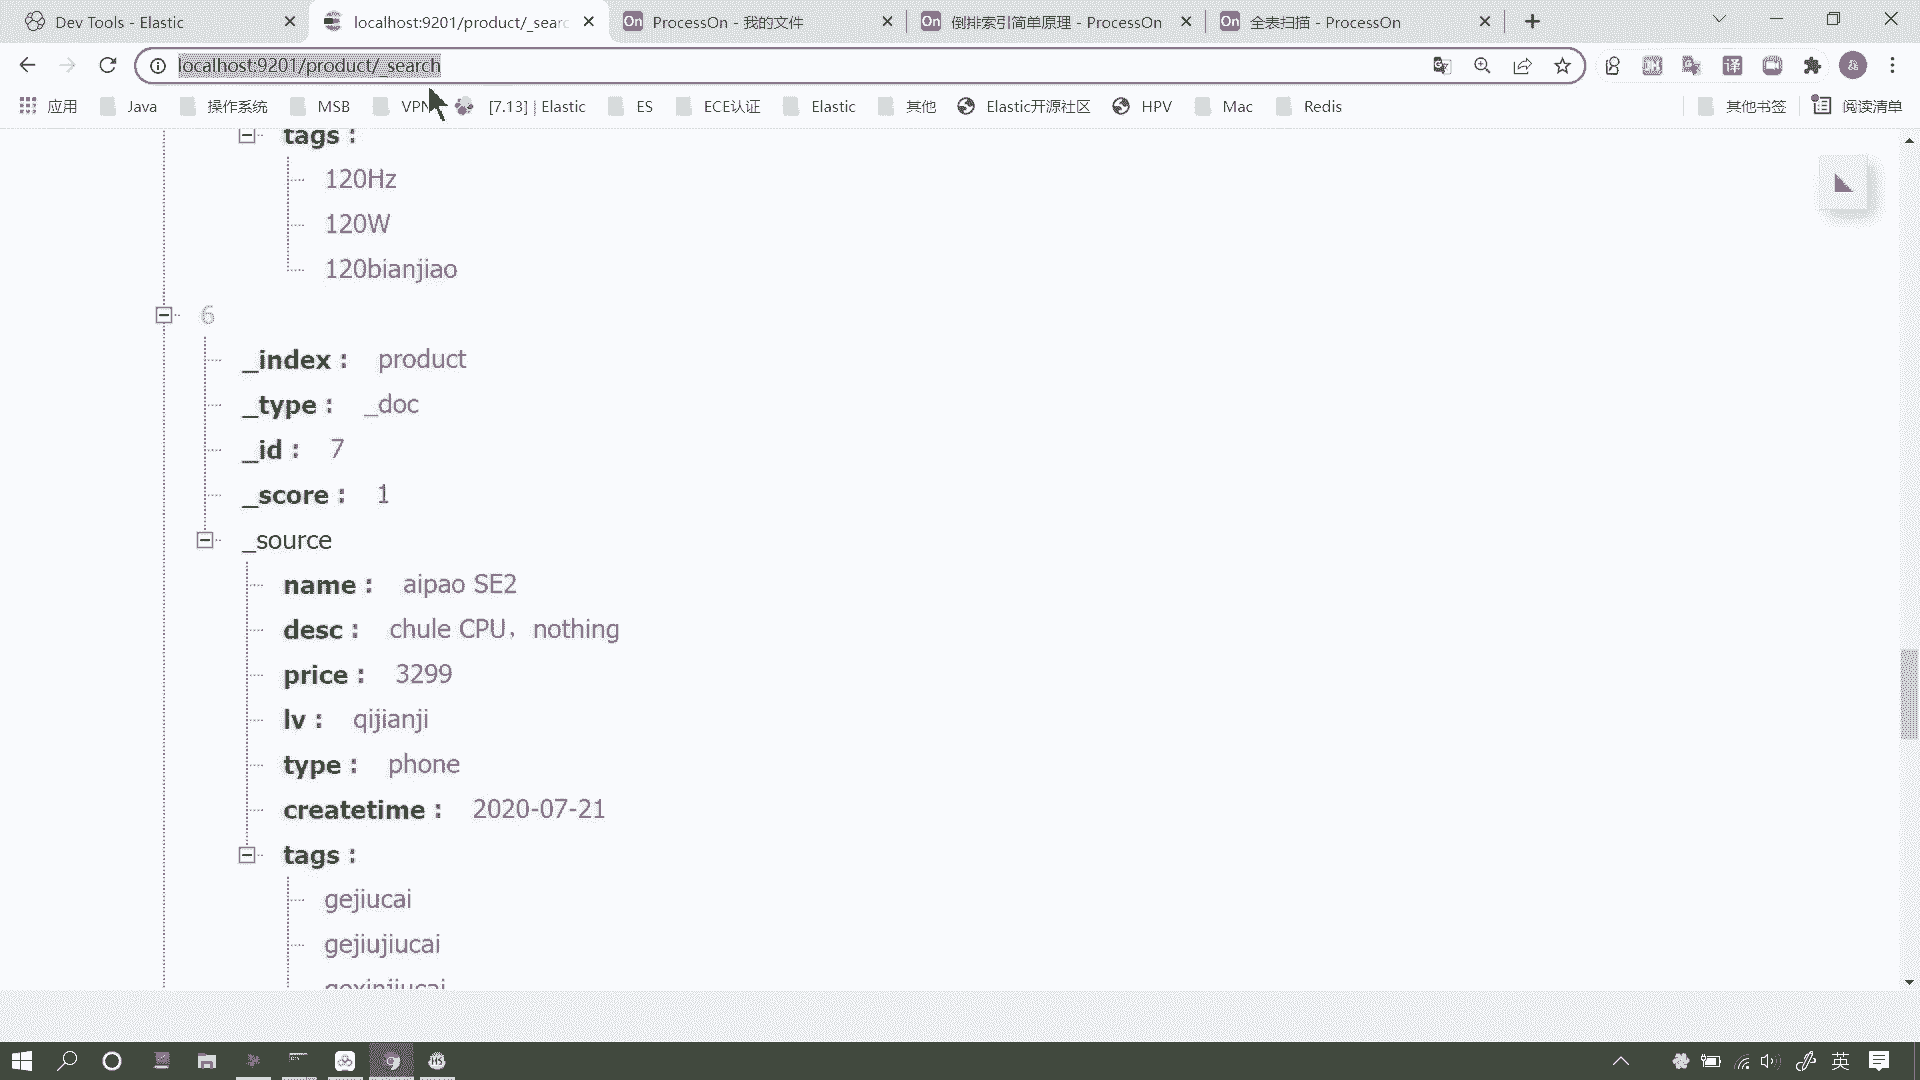 Dev Tools - Elastic
localhost:9201/product/_searc
ProcessOn - 我的文件
倒排索引简单原理 - ProcessOn
全表扫描 - ProcessOn
localhost:9201/product/_search
应用
Java
操作系统
MSB
VPN
[7.13] | Elastic
ES
ECE认证
Elastic
其他
Elastic开源社区
HPV
Mac
Redis
其他书签
阅读清单
tags :
120Hz
120W
120bianjiao
6
_index : product
_type : _doc
_id : 7
_score : 1
_source
name : aipao SE2
desc : chule CPU，nothing
price : 3299
lv : qijianji
type : phone
createtime : 2020-07-21
tags :
gejiucai
gejiujiucai
gexinjiucai
英